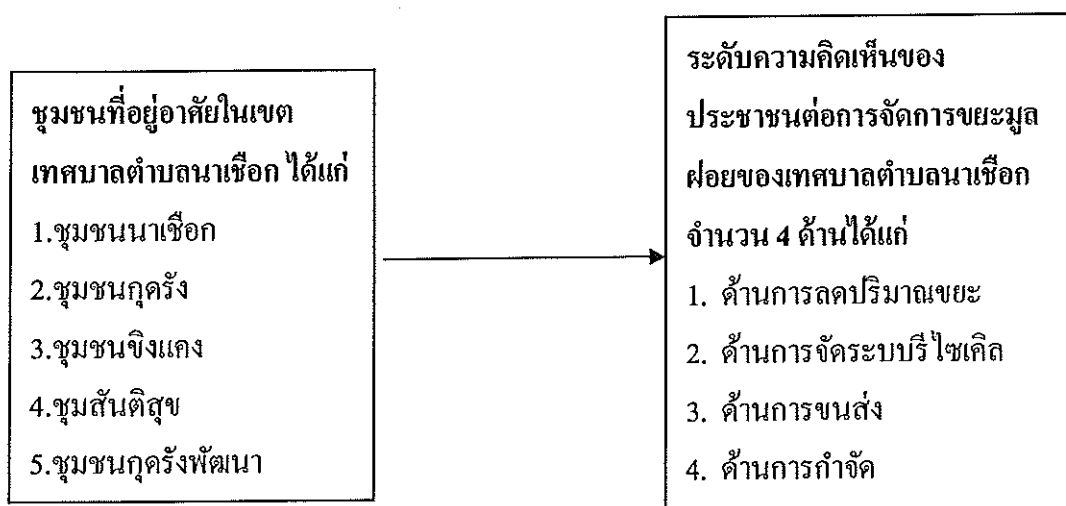 ชุมชนที่อยู่อาศัยในเขต
เทศบาลตำบลนาเชือก ได้แก่
1.ชุมชนนาเชือก
2.ชุมชนกุดรัง
3.ชุมชนขิงแคง
4.ชุมสันติสุข
5.ชุมชนกุดรังพัฒนา
ระดับความคิดเห็นของ
ประชาชนต่อการจัดการขยะมูล
ฝอยของเทศบาลตำบลนาเชือก
จำนวน 4 ด้านได้แก่
1. ด้านการลดปริมาณขยะ
2. ด้านการจัดระบบรีไซเคิล
3. ด้านการขนส่ง
4. ด้านการกำจัด